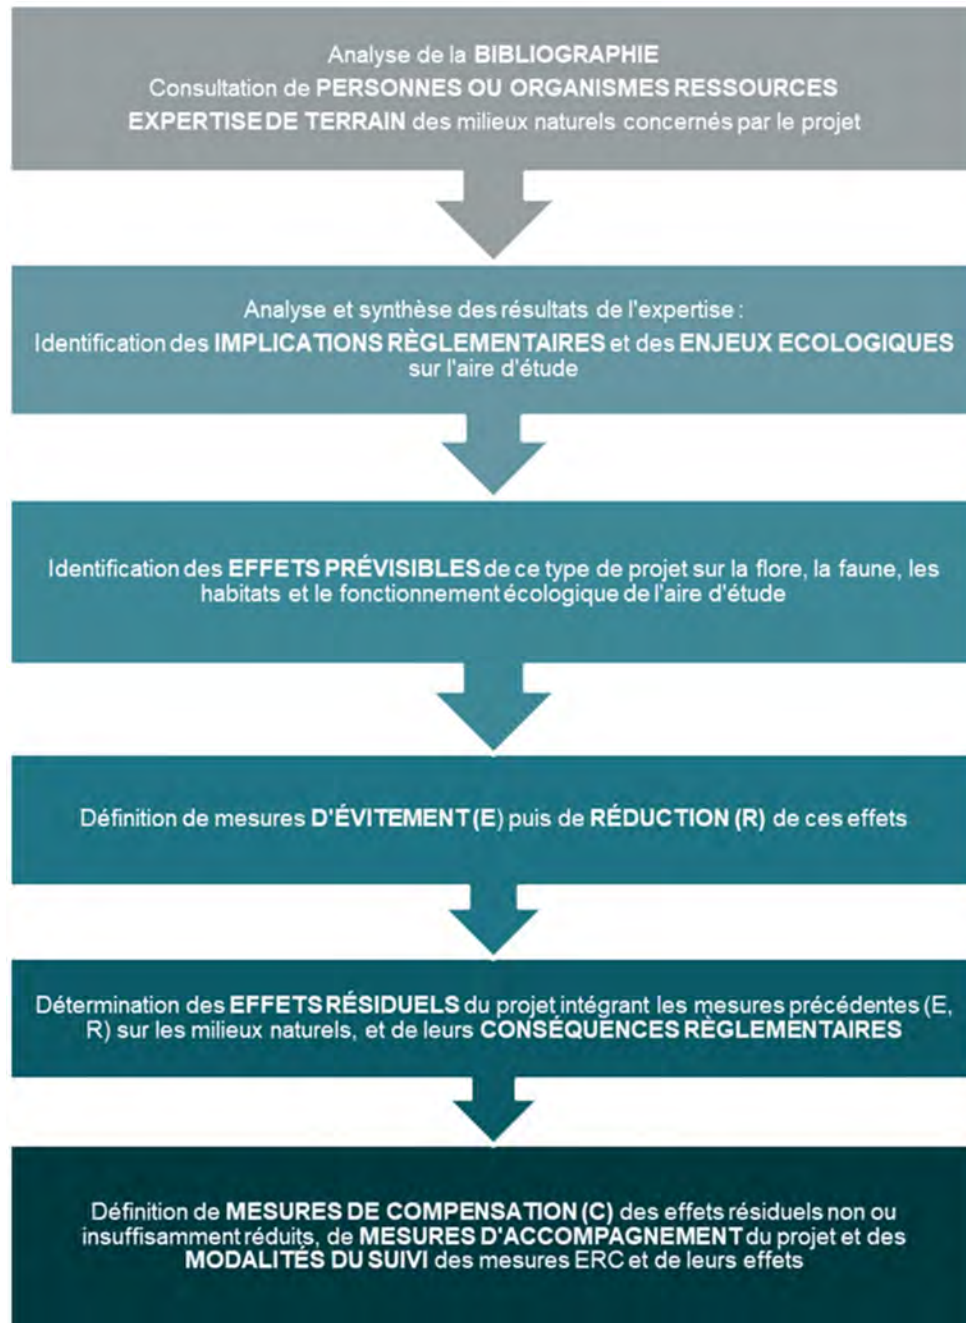 Analyse de la BIBLIOGRAPHIE
Consultation de PERSONNES OU ORGANISMES RESSOURCES
EXPERTISE DE TERRAIN des milieux naturels concernés par le projet
Analyse et synthèse des résultats de l'expertise :
Identification des IMPLICATIONS RÈGLEMENTAIRES et des ENJEUX ECOLOGIQUES
sur l'aire d'étude
Identification des EFFETS PRÉVISIBLES de ce type de projet sur la flore, la faune, les
habitats et le fonctionnement écologique de l'aire d'étude
Définition de mesures D'ÉVITEMENT (E) puis de RÉDUCTION (R) de ces effets
Détermination des EFFETS RÉSIDUELS du projet intégrant les mesures précédentes (E,
R) sur les milieux naturels, et de leurs CONSÉQUENCES RÈGLEMENTAIRES
Définition de MESURES DE COMPENSATION (C) des effets résiduels non ou
insuffisamment réduits, de MESURES D'ACCOMPAGNEMENT du projet et des
MODALITÉS DU SUIVI des mesures ERC et de leurs effets